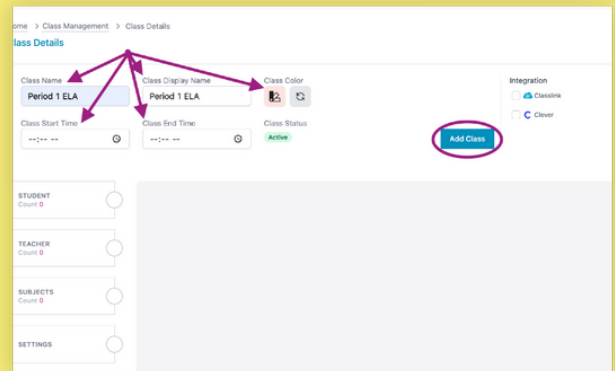 ome > Class Management > Class Details
lass Details
Class Name
Class Display Name
Class Color
Integration
Period 1 ELA
Period 1 ELA
Classlink
Clever
Class Start Time
Class End Time
Class Status
--:-- --
--:-- --
Active
Add Class
STUDENT
Count 0
TEACHER
Count 0
SUBJECTS
Count 0
SETTINGS